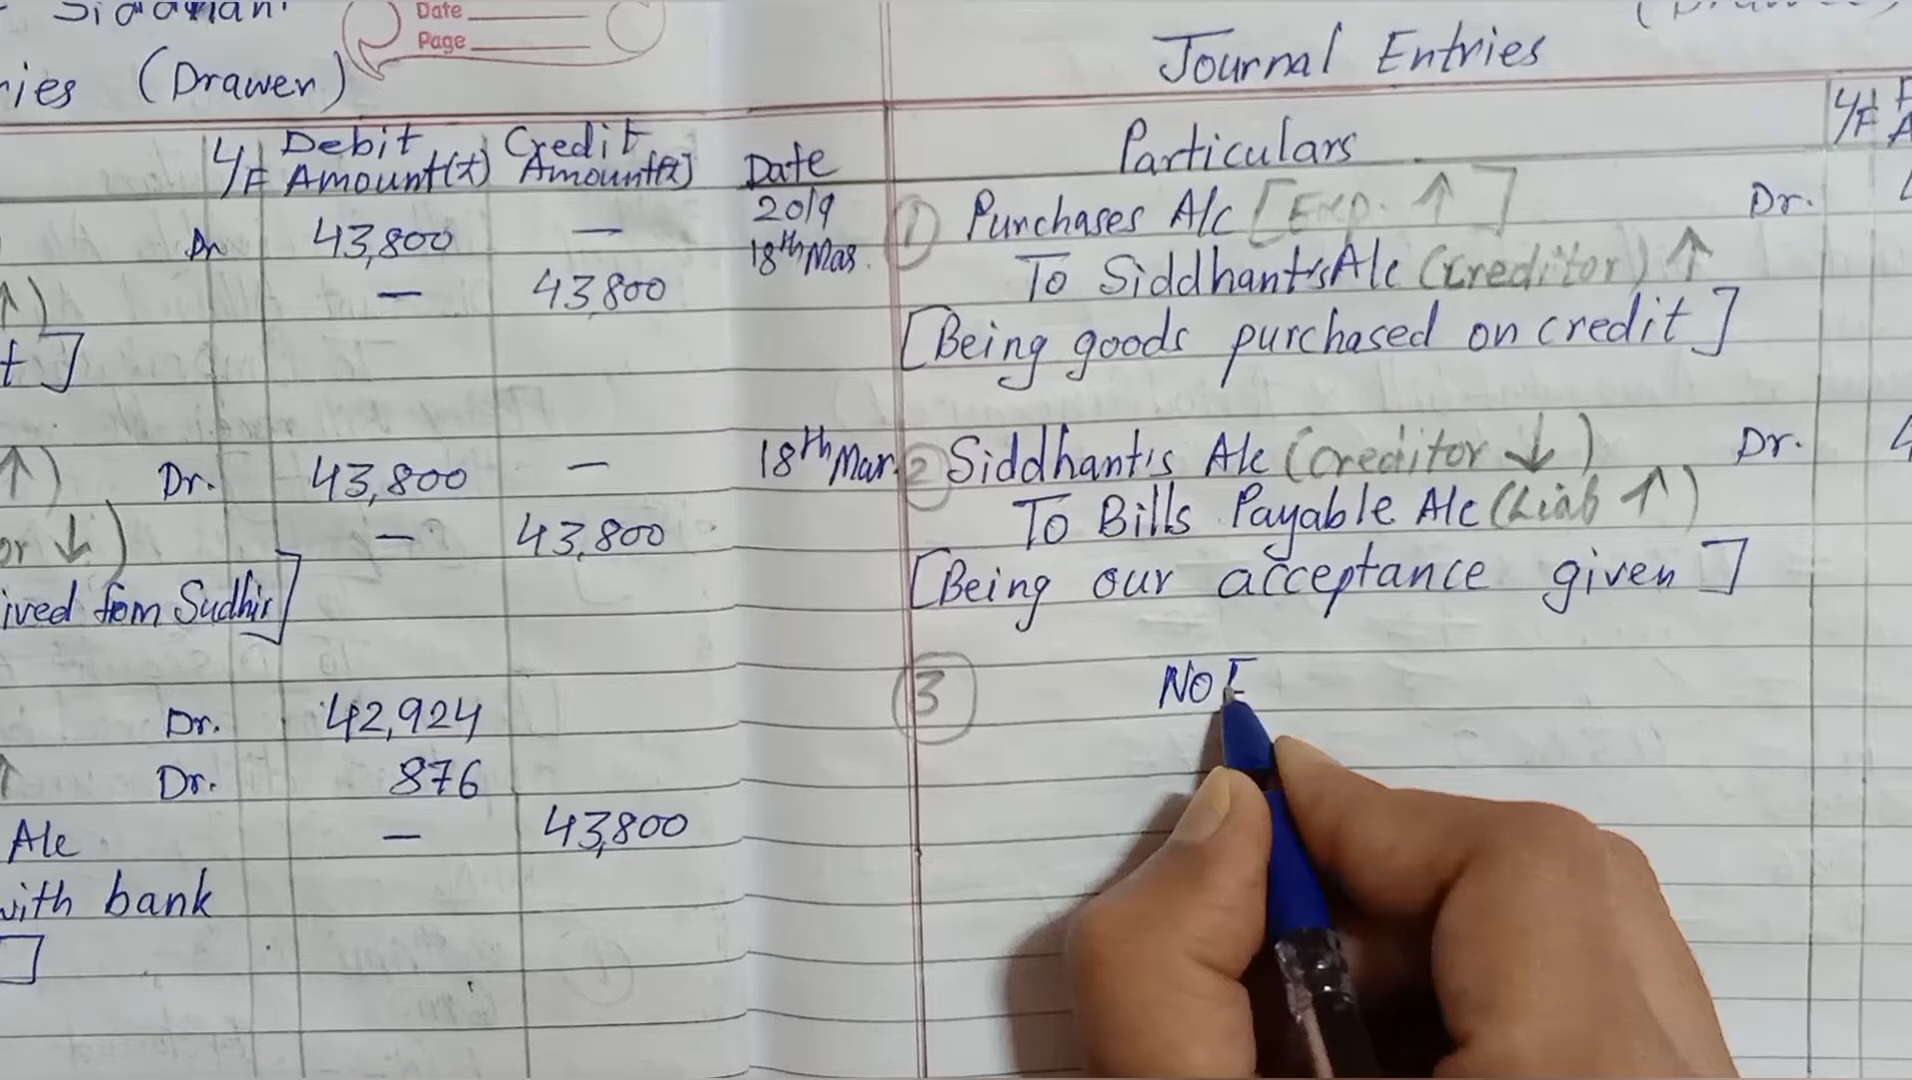 Date
Page
ries (Drawer)
Debit Credit
L/F Amount(₹) Amount(₹)
Dr 43,800 —
↑) — 43,800
t]
↑) Dr. 43,800 —
or ↓) — 43,800
ived from Sudhir]
Dr. 42,924
↑ Dr. 876
A/c — 43,800
with bank
]
Journal Entries
Date Particulars L/F
2019
18th Mar. ① Purchases A/c [Exp. ↑] Dr.
To Siddhant's A/c (Creditor) ↑
[Being goods purchased on credit]
18th Mar. ② Siddhant's A/c (Creditor ↓) Dr. 4
To Bills Payable A/c (Liab ↑)
[Being our acceptance given]
③ No E